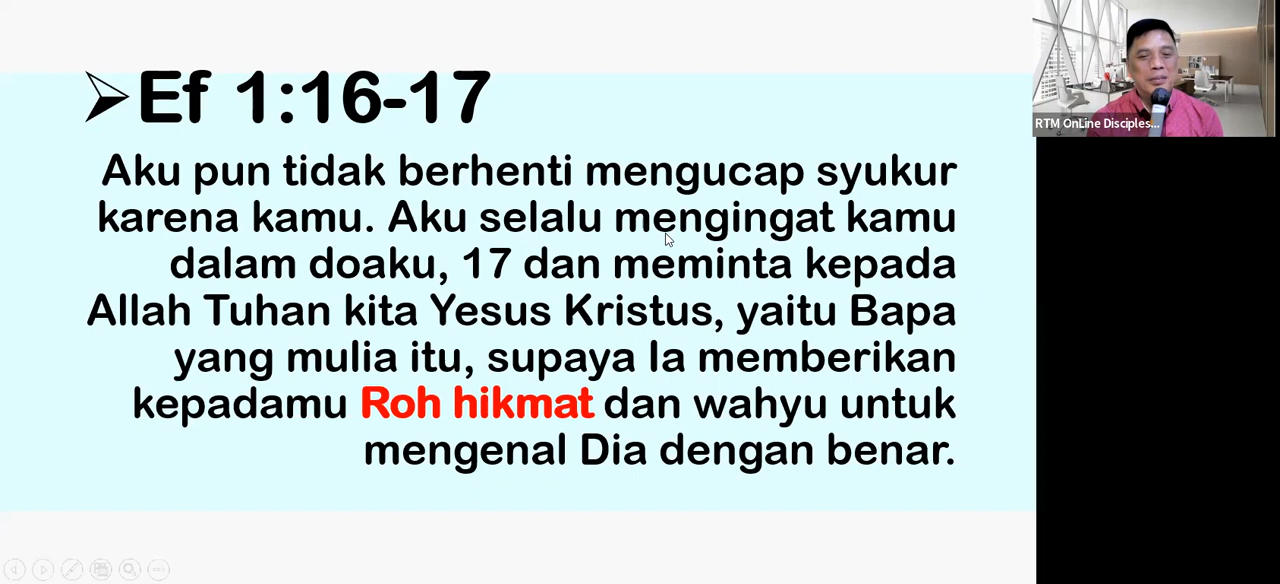 Ef 1:16-17
Aku pun tidak berhenti mengucap syukur
karena kamu. Aku selalu mengingat kamu
dalam doaku, 17 dan meminta kepada
Allah Tuhan kita Yesus Kristus, yaitu Bapa
yang mulia itu, supaya Ia memberikan
kepadamu Roh hikmat dan wahyu untuk
mengenal Dia dengan benar.
RTM OnLine Disciples...